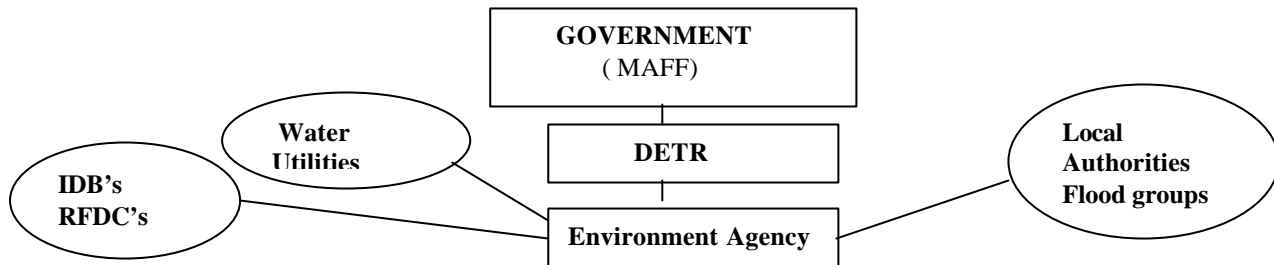 GOVERNMENT
( MAFF)
Water
Utilities
DETR
Local
Authorities
Flood groups
IDB’s
RFDC’s
Environment Agency